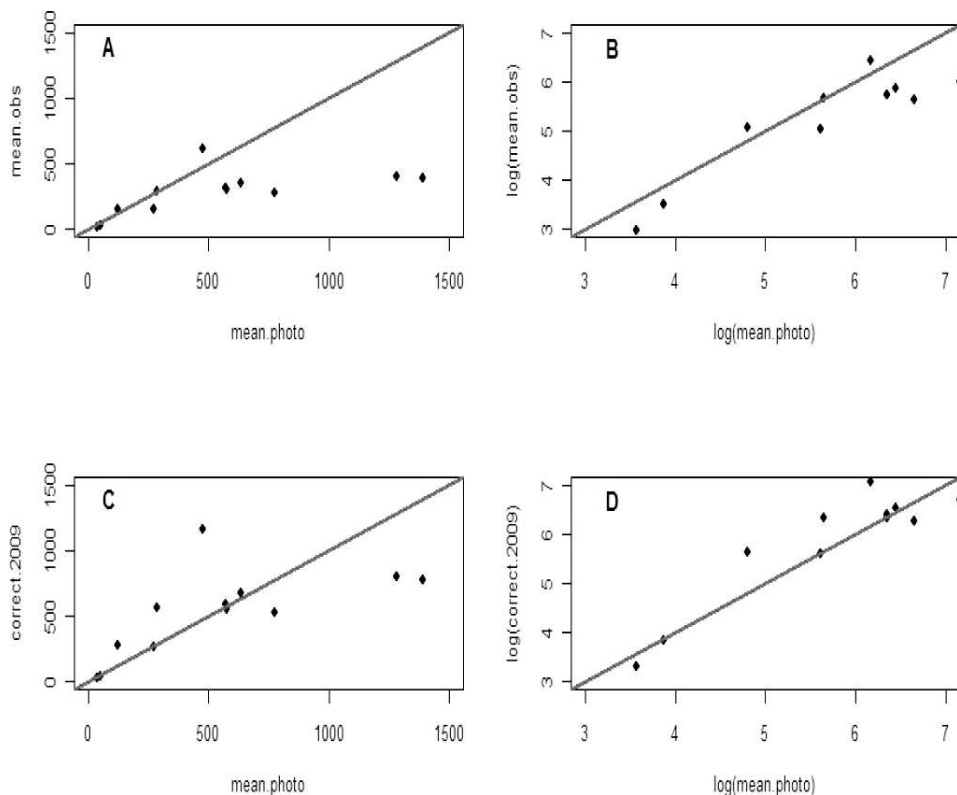 A
mean.obs
0 500 1000 1500
0 500 1000 1500
mean.photo
B
log(mean.obs)
3 4 5 6 7
3 4 5 6 7
log(mean.photo)
C
correct.2009
0 500 1000 1500
0 500 1000 1500
mean.photo
D
log(correct.2009)
3 4 5 6 7
3 4 5 6 7
log(mean.photo)